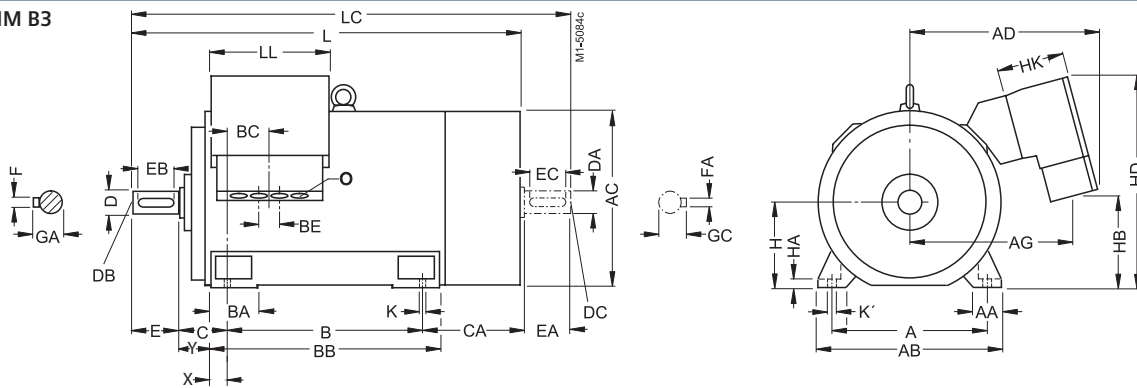 IM B3
LC
L
LL
M1-5084c
BC
EB
F
D
GA
DB
O
BE
EC
DA
AC
FA
GC
DC
BA
K
E
C
B
CA
EA
Y
BB
X
AD
HK
HD
H
HA
HB
AG
K´
AA
A
AB